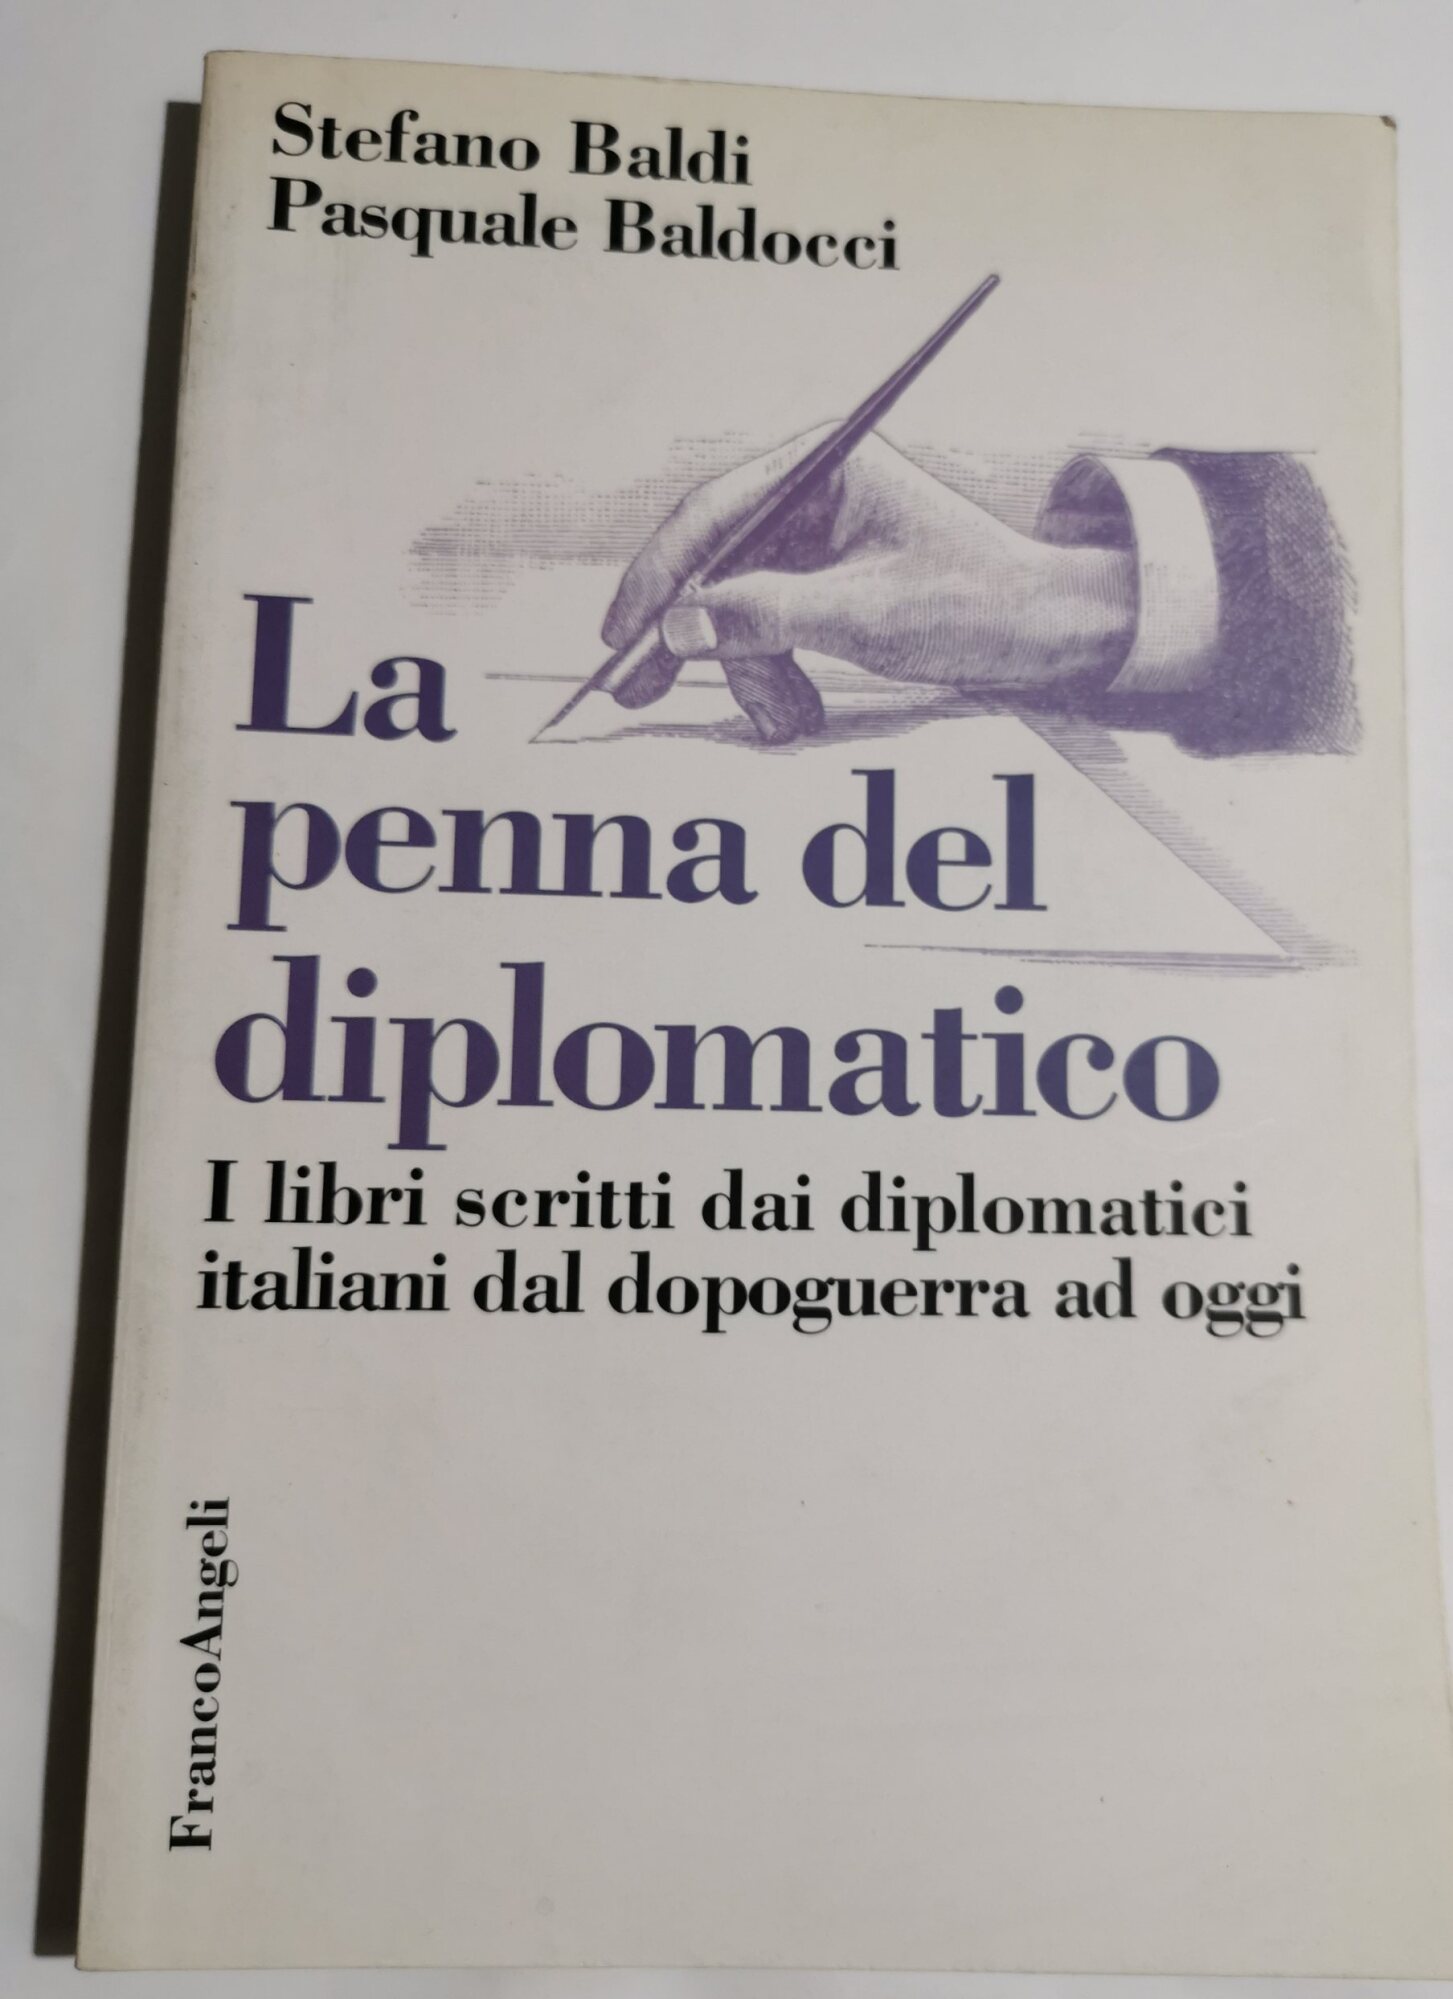 Stefano Baldi
Pasquale Baldocci
La
penna del
diplomatico
I libri scritti dai diplomatici
italiani dal dopoguerra ad oggi
FrancoAngeli